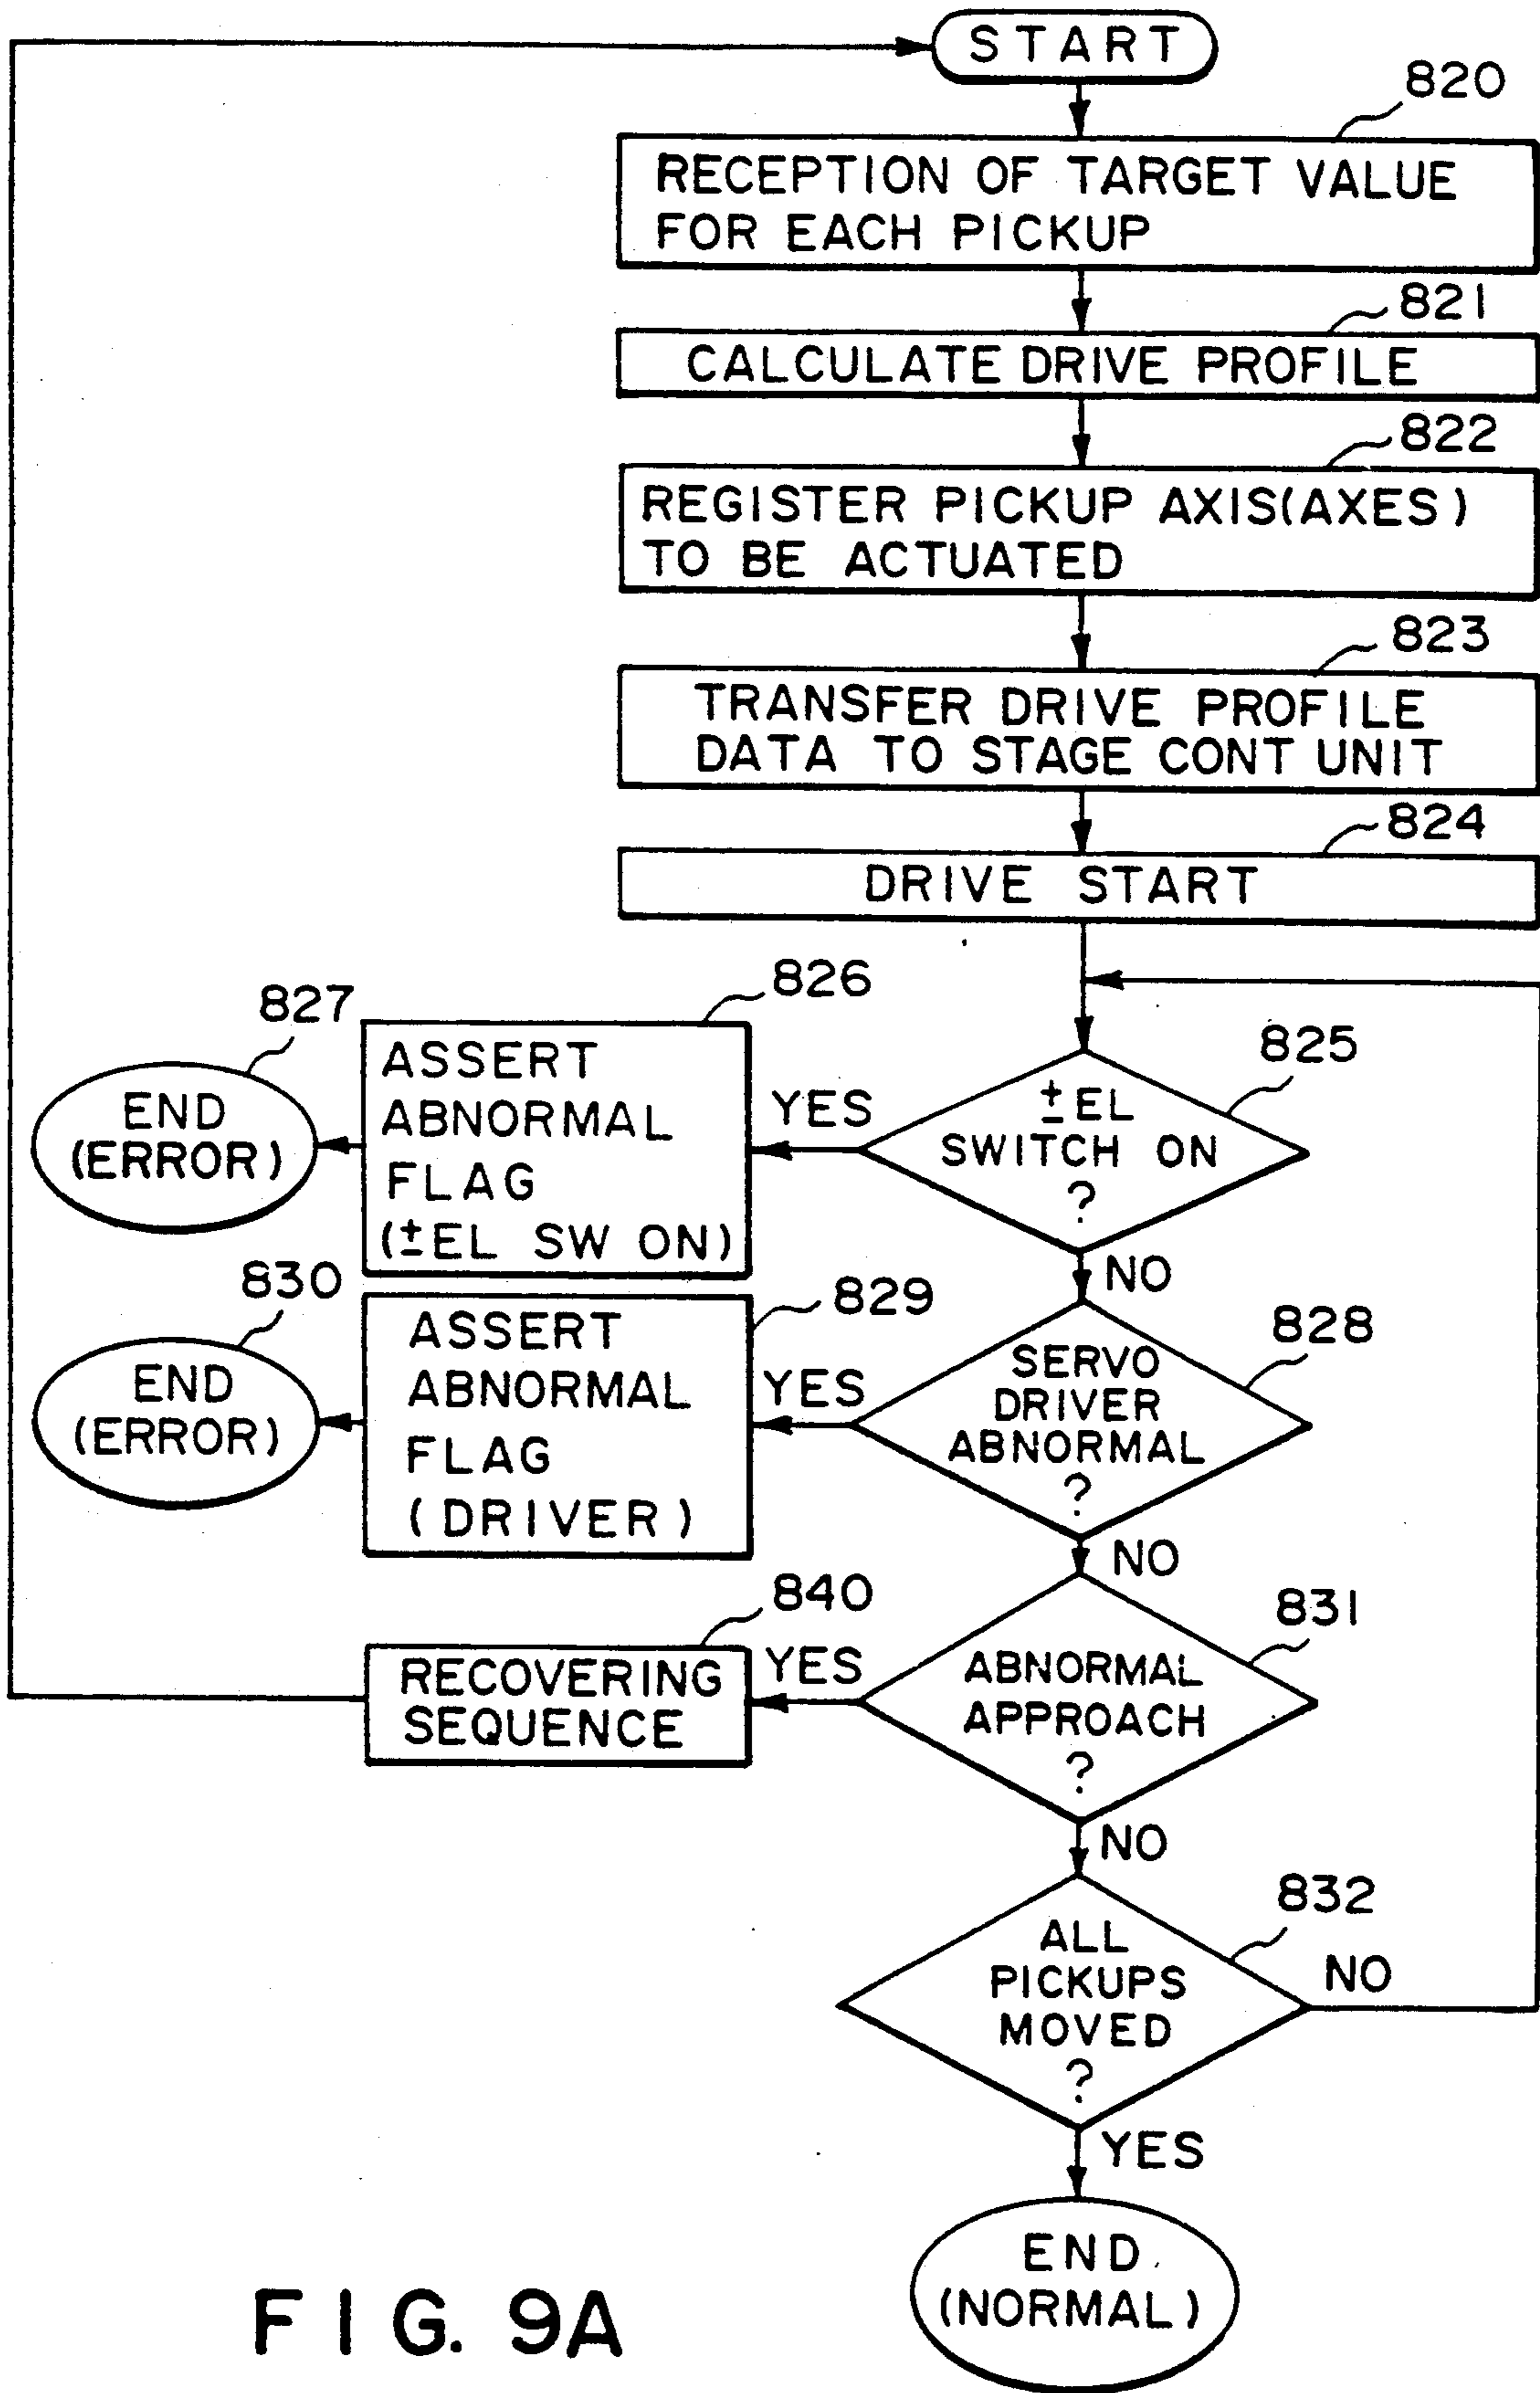 START
820
RECEPTION OF TARGET VALUE
FOR EACH PICKUP
821
CALCULATE DRIVE PROFILE
822
REGISTER PICKUP AXIS(AXES)
TO BE ACTUATED
823
TRANSFER DRIVE PROFILE
DATA TO STAGE CONT UNIT
824
DRIVE START
825
±EL
SWITCH ON
?
YES
826
ASSERT
ABNORMAL
FLAG
(±EL SW ON)
827
END
(ERROR)
NO
828
SERVO
DRIVER
ABNORMAL
?
YES
829
ASSERT
ABNORMAL
FLAG
(DRIVER)
830
END
(ERROR)
NO
831
ABNORMAL
APPROACH
?
YES
840
RECOVERING
SEQUENCE
NO
832
ALL
PICKUPS
MOVED
?
NO
YES
END
(NORMAL)
FIG. 9A